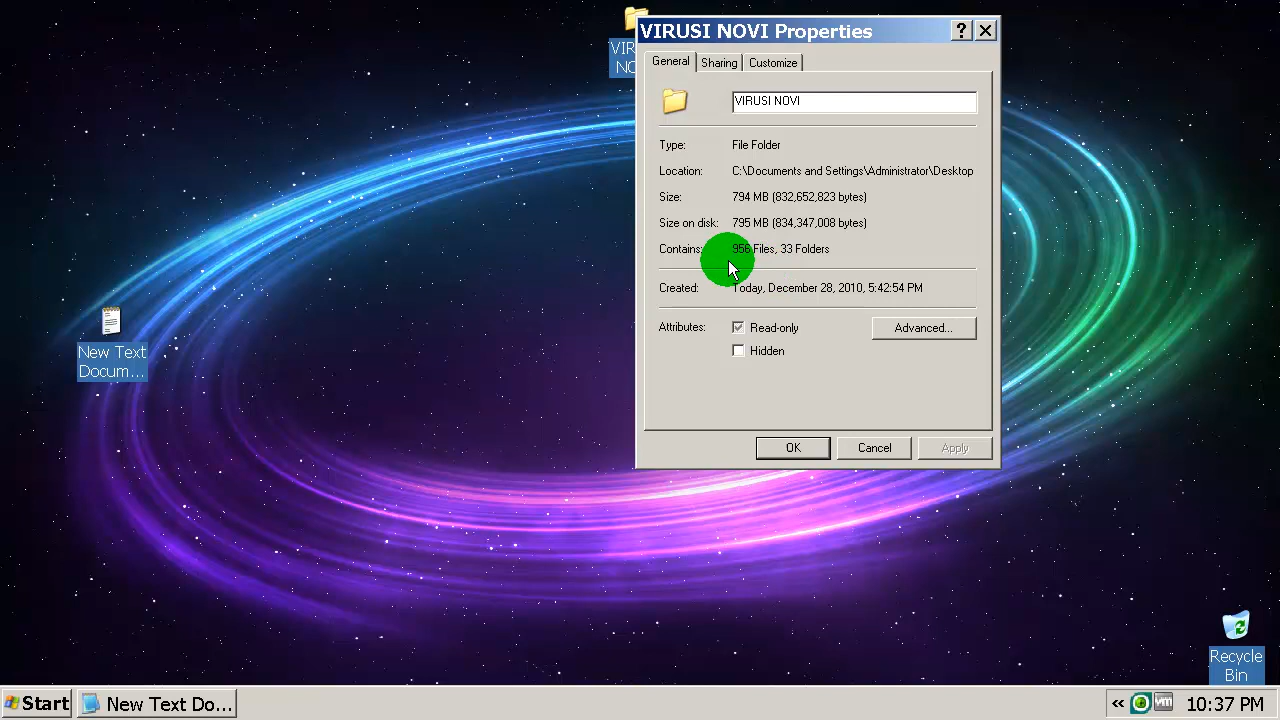 VIRUSI NOVI Properties
General Sharing Customize
VIRUSI NOVI
Type: File Folder
Location: C:\Documents and Settings\Administrator\Desktop
Size: 794 MB (832,652,823 bytes)
Size on disk: 795 MB (834,347,008 bytes)
Contains: 956 Files, 33 Folders
Created: Today, December 28, 2010, 5:42:54 PM
Attributes: Read-only Advanced...
Hidden
OK Cancel Apply
New Text
Docum...
Recycle
Bin
Start New Text Do... « vm 10:37 PM